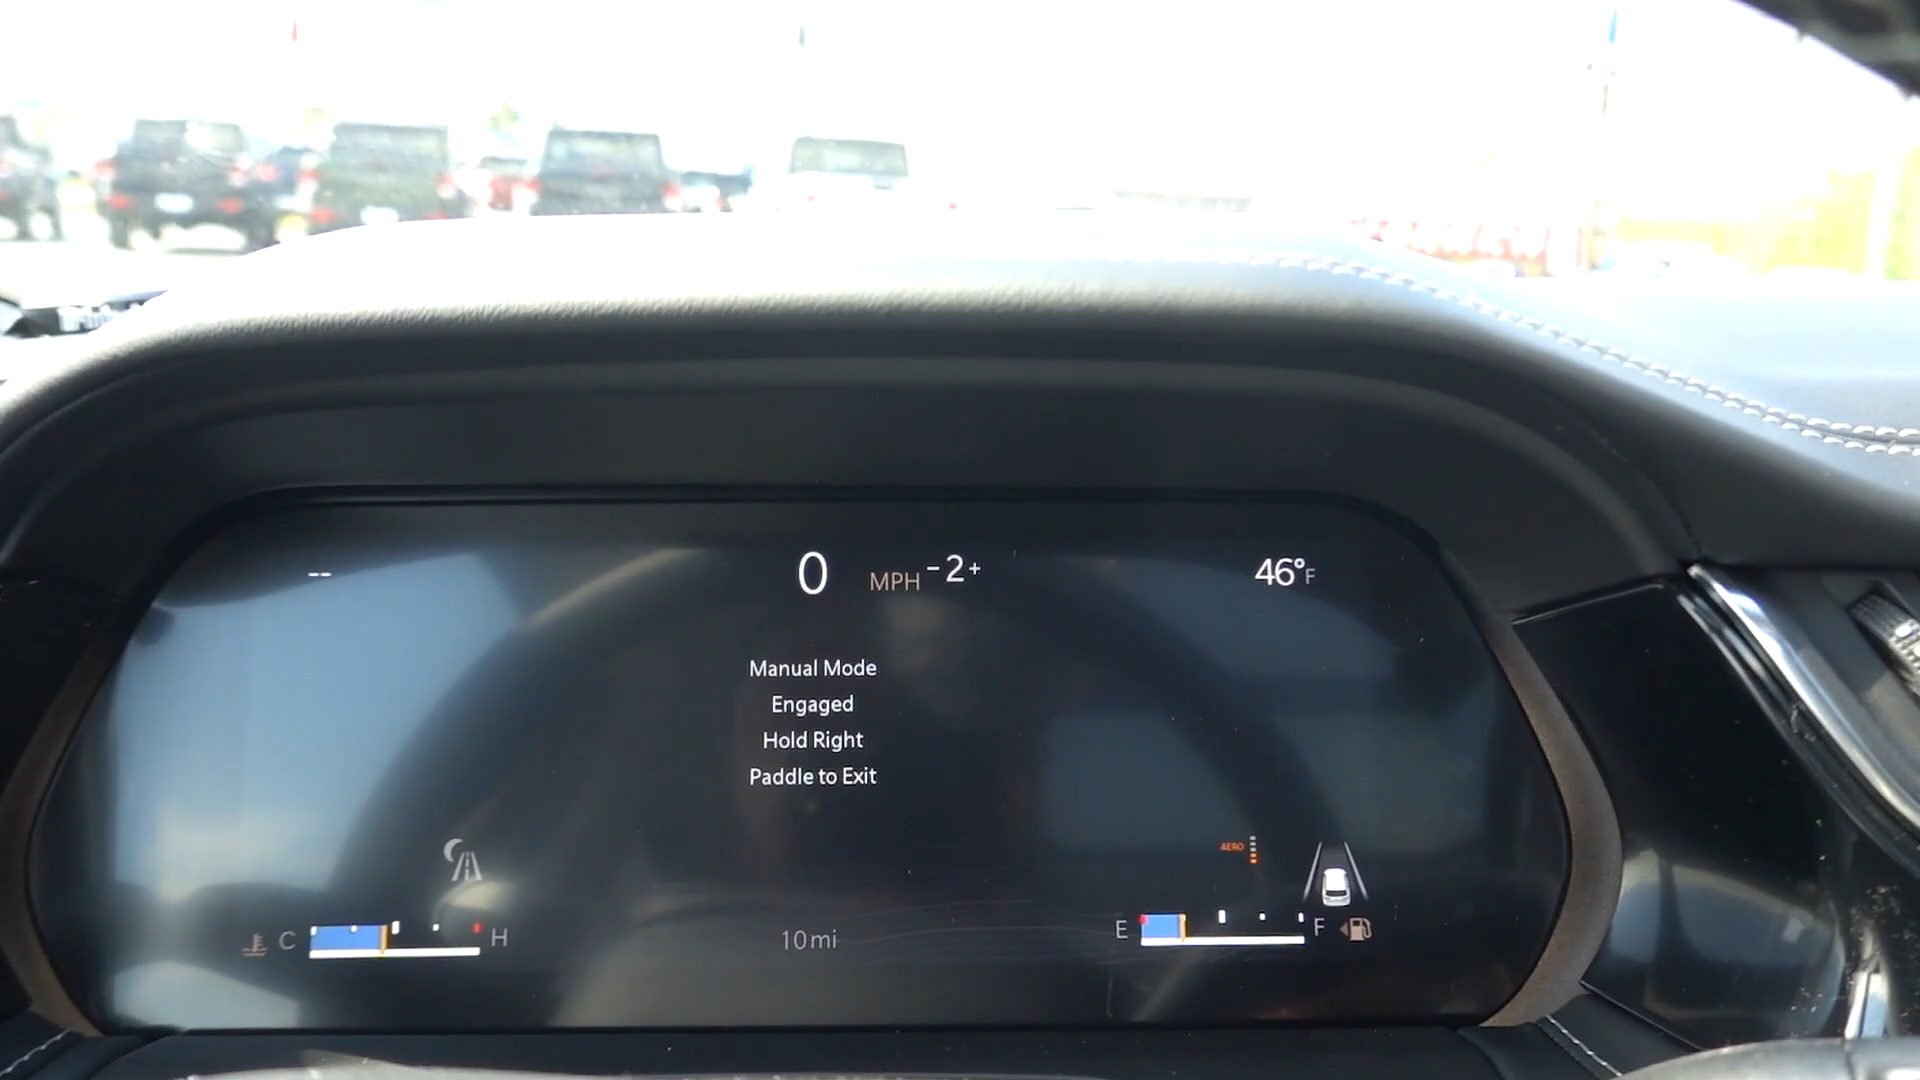 --
0 MPH -2+
46°F
Manual Mode
Engaged
Hold Right
Paddle to Exit
AERO
C H
10mi
E F